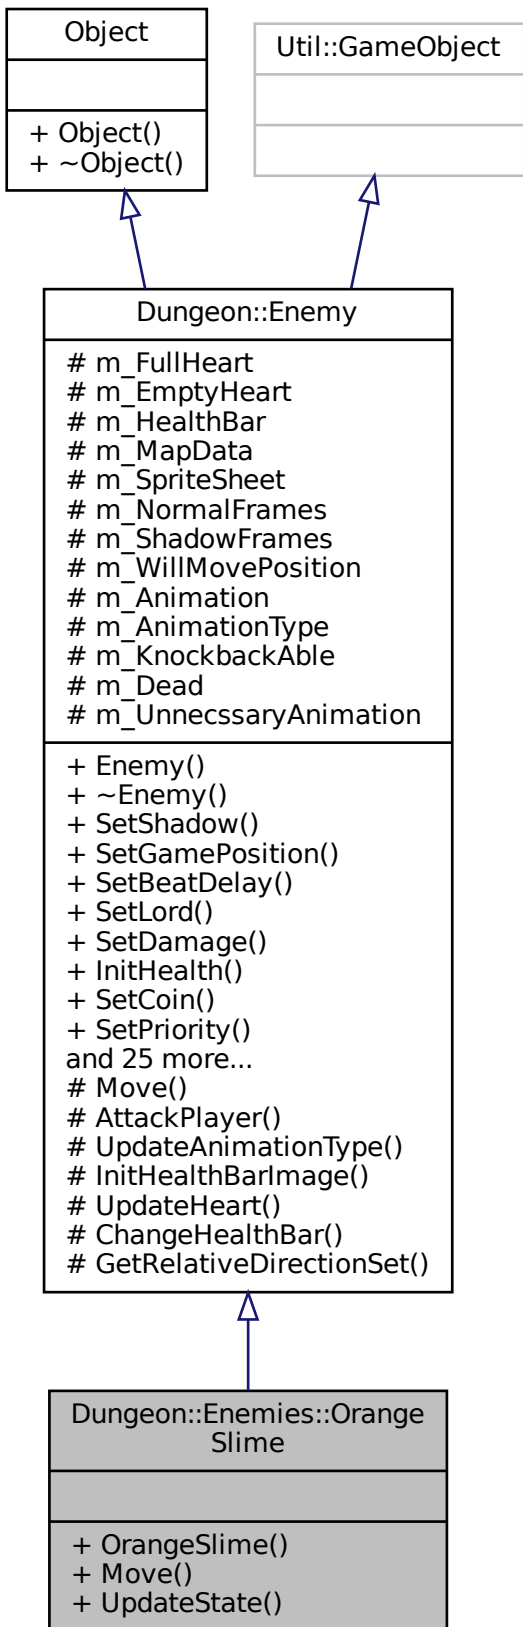 Object
+ Object()
+ ~Object()
Util::GameObject
Dungeon::Enemy
# m_FullHeart
# m_EmptyHeart
# m_HealthBar
# m_MapData
# m_SpriteSheet
# m_NormalFrames
# m_ShadowFrames
# m_WillMovePosition
# m_Animation
# m_AnimationType
# m_KnockbackAble
# m_Dead
# m_UnnecssaryAnimation
+ Enemy()
+ ~Enemy()
+ SetShadow()
+ SetGamePosition()
+ SetBeatDelay()
+ SetLord()
+ SetDamage()
+ InitHealth()
+ SetCoin()
+ SetPriority()
and 25 more...
# Move()
# AttackPlayer()
# UpdateAnimationType()
# InitHealthBarImage()
# UpdateHeart()
# ChangeHealthBar()
# GetRelativeDirectionSet()
Dungeon::Enemies::Orange
Slime
+ OrangeSlime()
+ Move()
+ UpdateState()